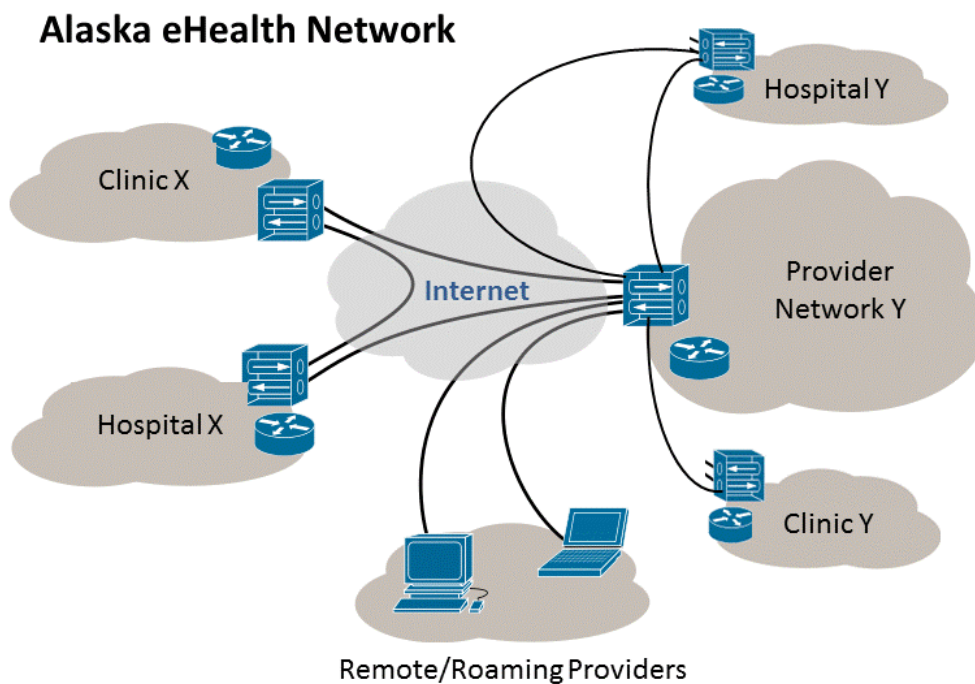 Alaska eHealth Network
Hospital Y
Clinic X
Provider
Network Y
Internet
Hospital X
Clinic Y
Remote/Roaming Providers